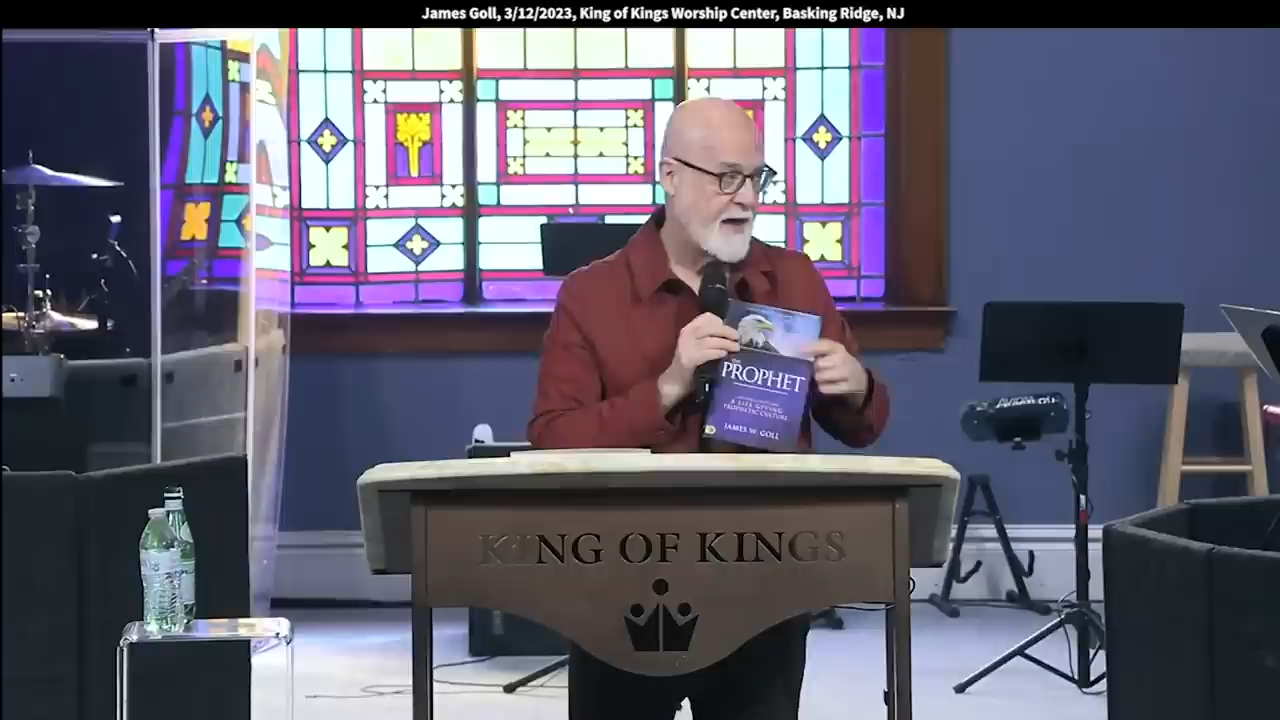 James Goll, 3/12/2023, King of Kings Worship Center, Basking Ridge, NJ
AVIOM
THE
PROPHET
A LIFE-GIVING
PROPHETIC CULTURE
JAMES W. GOLL
KING OF KINGS